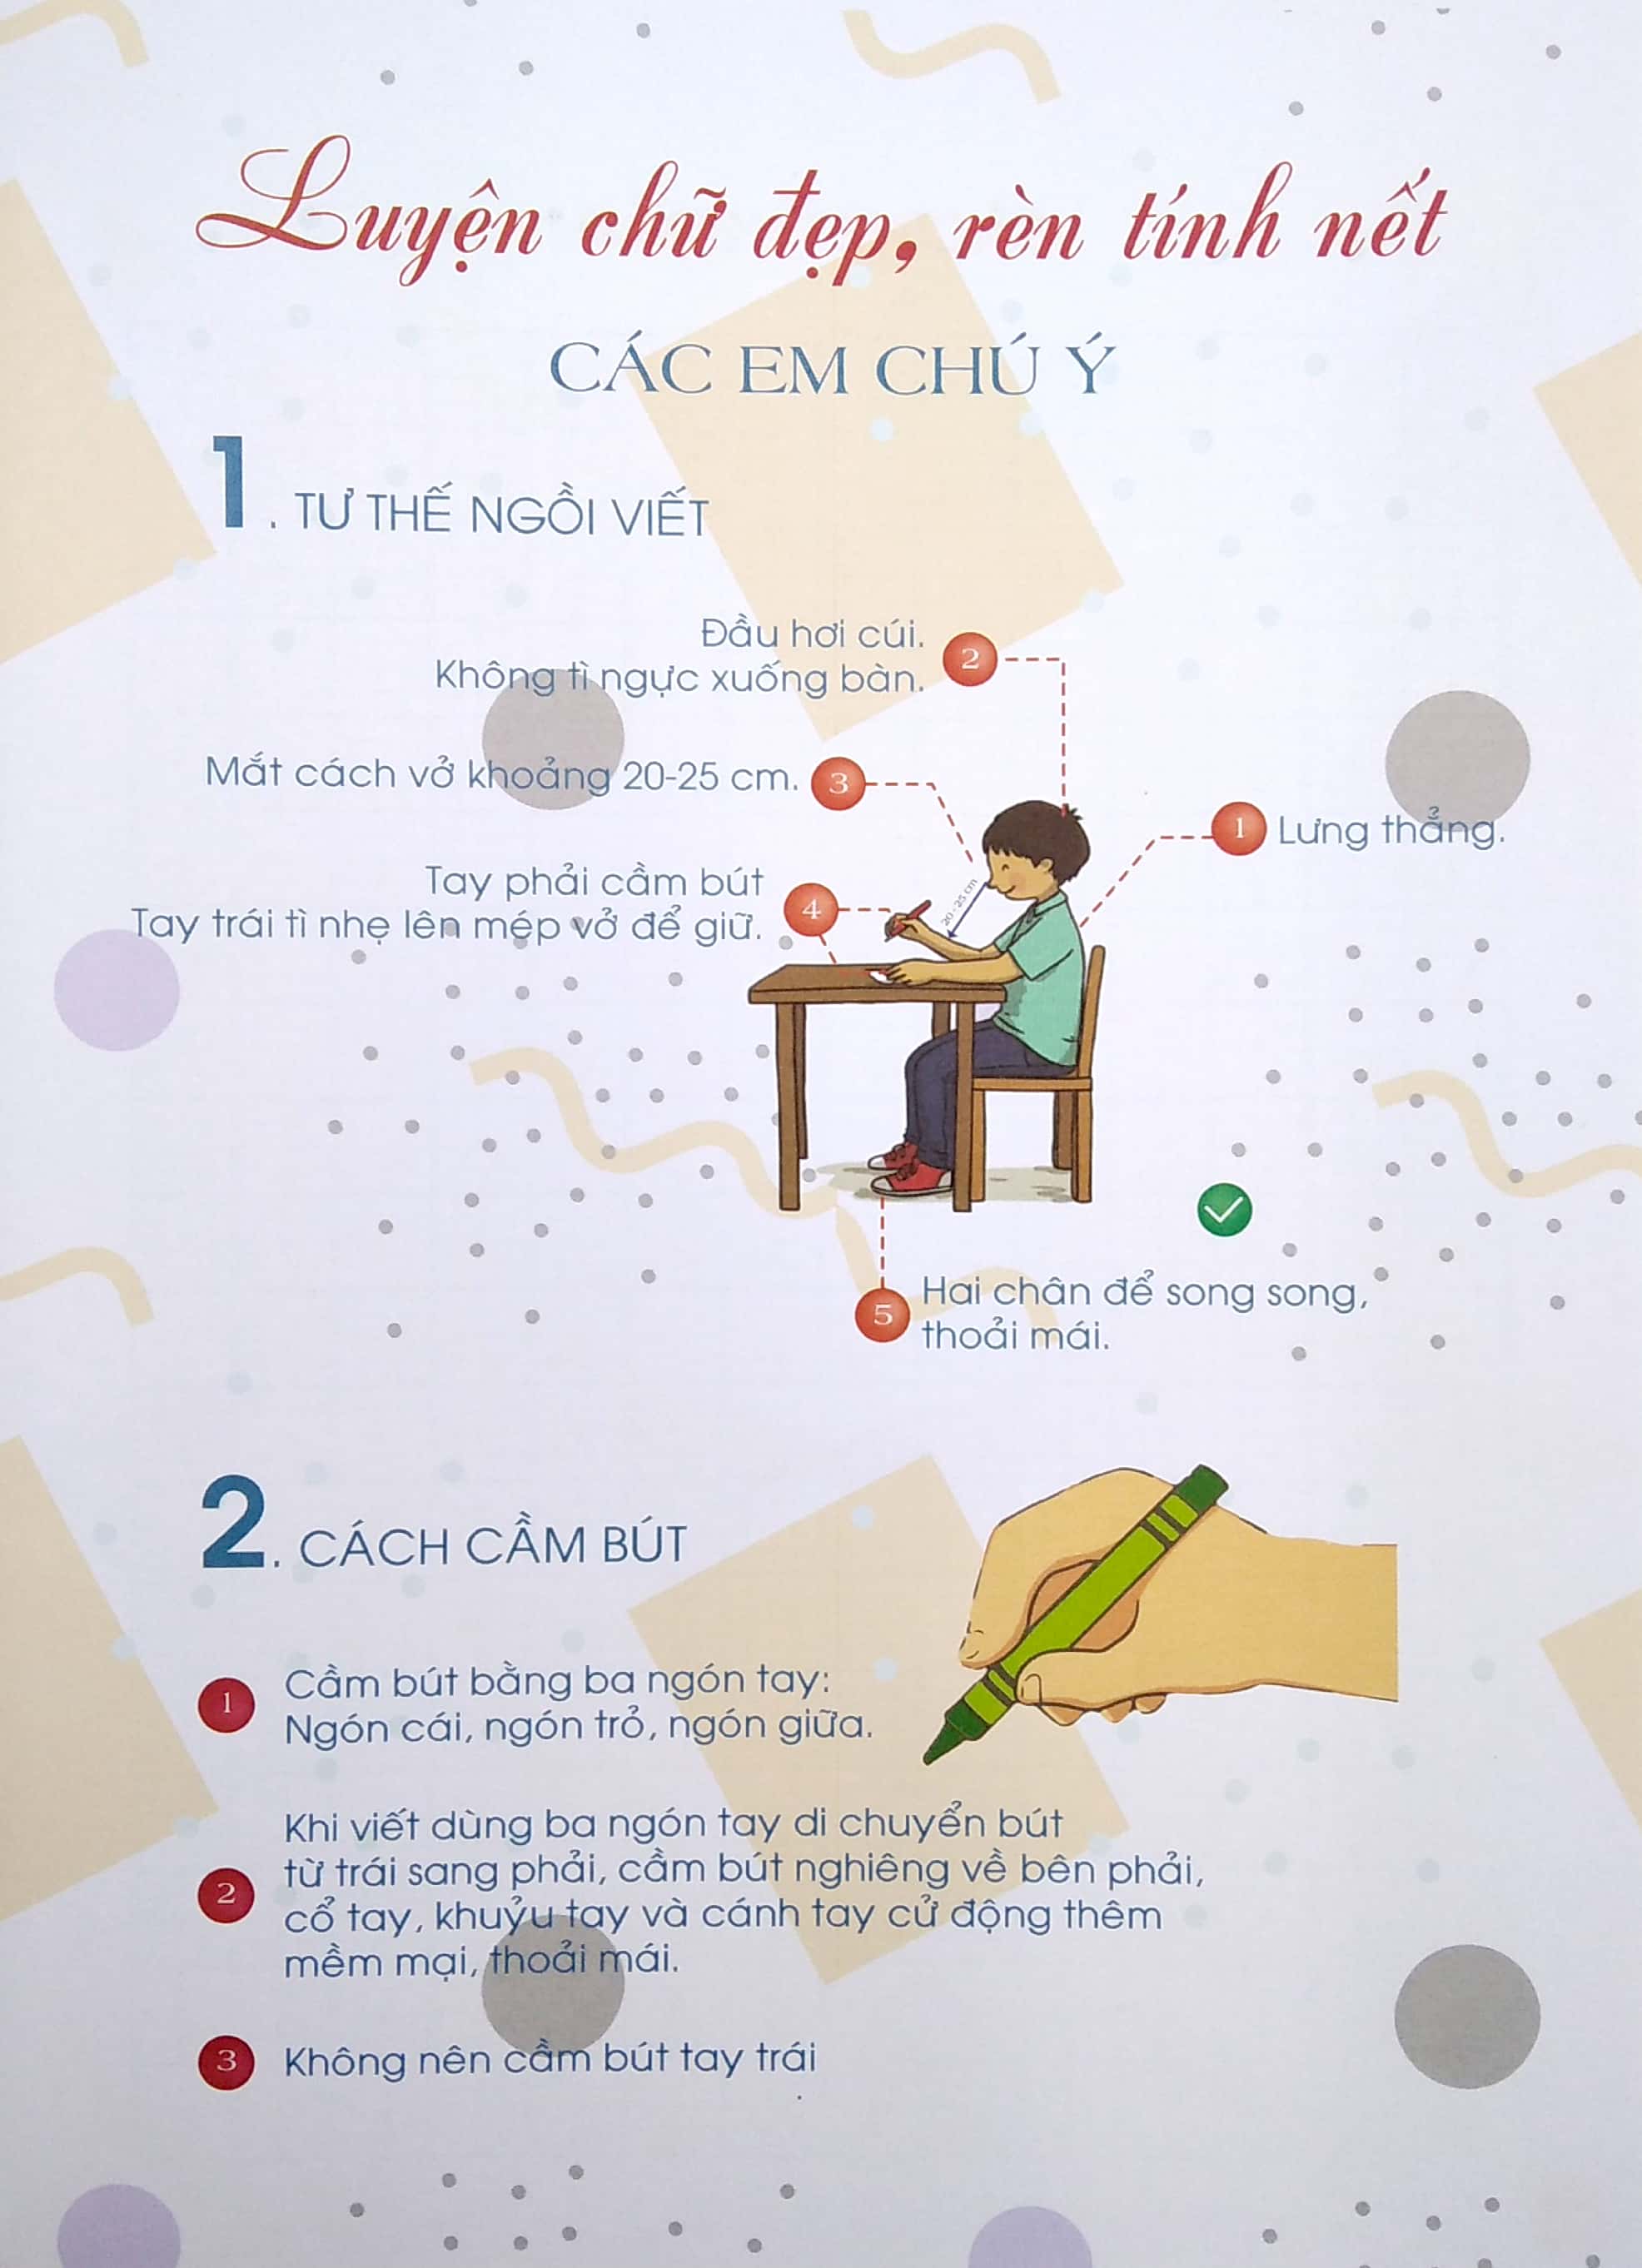 Luyện chữ đẹp, rèn tính nết
CÁC EM CHÚ Ý
1. TƯ THẾ NGỒI VIẾT
Đầu hơi cúi.
Không tì ngực xuống bàn.
2
Mắt cách vở khoảng 20-25 cm.
3
1
Lưng thẳng.
Tay phải cầm bút
Tay trái tì nhẹ lên mép vở để giữ.
4
20 - 25 cm
5
Hai chân để song song,
thoải mái.
2. CÁCH CẦM BÚT
1
Cầm bút bằng ba ngón tay:
Ngón cái, ngón trỏ, ngón giữa.
2
Khi viết dùng ba ngón tay di chuyển bút
từ trái sang phải, cầm bút nghiêng về bên phải,
cổ tay, khuỷu tay và cánh tay cử động thêm
mềm mại, thoải mái.
3
Không nên cầm bút tay trái